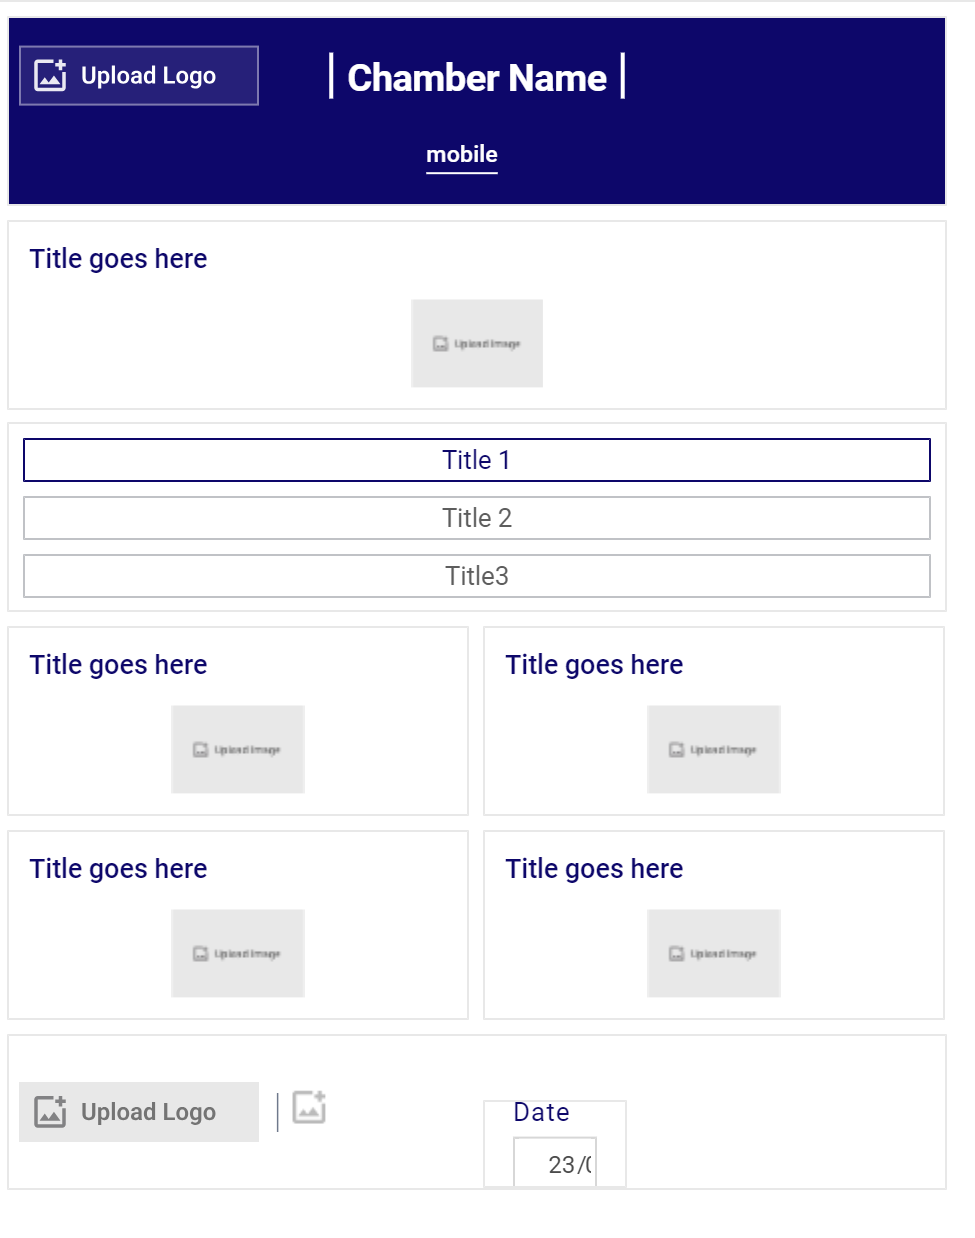 Upload Logo
Chamber Name
mobile
Title goes here
Upload Image
Title 1
Title 2
Title3
Title goes here
Title goes here
Upload Image
Upload Image
Title goes here
Title goes here
Upload Image
Upload Image
Upload Logo
Date
23/